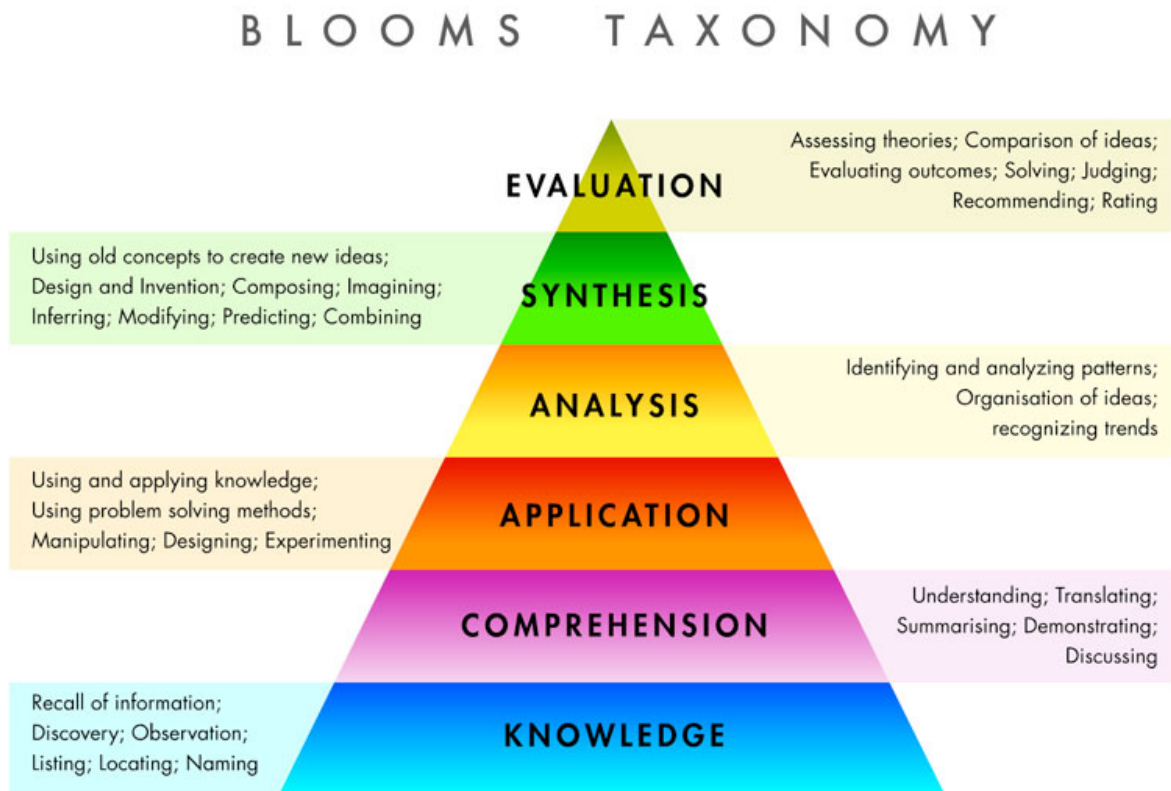 BLOOMS TAXONOMY
EVALUATION
Assessing theories; Comparison of ideas;
Evaluating outcomes; Solving; Judging;
Recommending; Rating
Using old concepts to create new ideas;
Design and Invention; Composing; Imagining;
Inferring; Modifying; Predicting; Combining
SYNTHESIS
ANALYSIS
Identifying and analyzing patterns;
Organisation of ideas;
recognizing trends
Using and applying knowledge;
Using problem solving methods;
Manipulating; Designing; Experimenting
APPLICATION
COMPREHENSION
Understanding; Translating;
Summarising; Demonstrating;
Discussing
Recall of information;
Discovery; Observation;
Listing; Locating; Naming
KNOWLEDGE